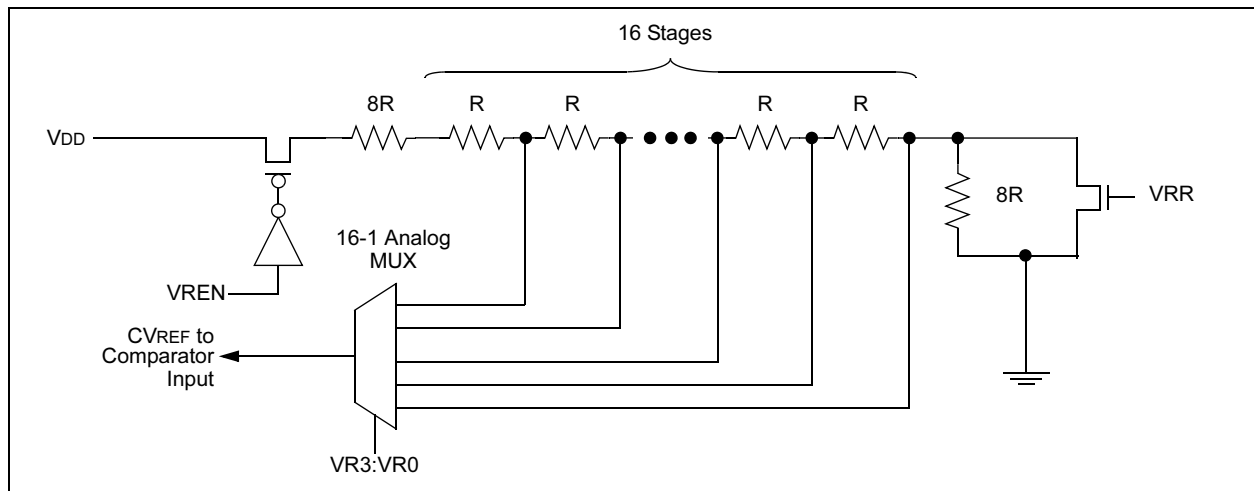 16 Stages
8R R R R R
VDD
8R
VRR
16-1 Analog
MUX
VREN
CVREF to
Comparator
Input
VR3:VR0